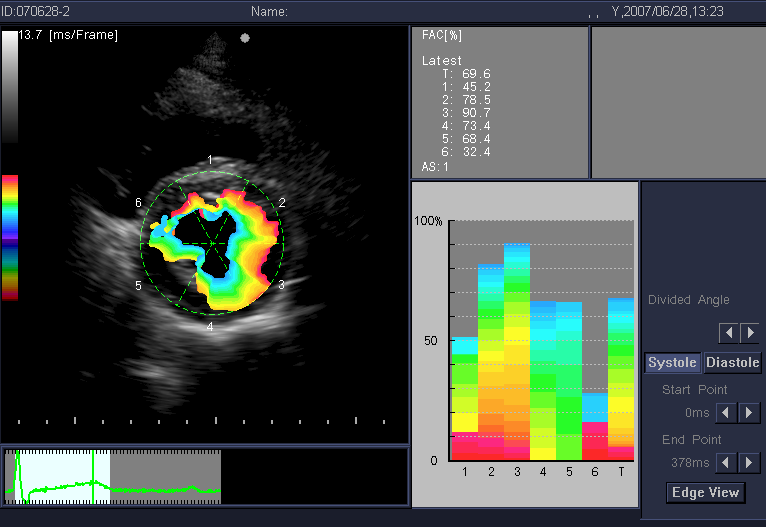 ID:070628-2 Name: , , Y,2007/06/28,13:23
13.7 [ms/Frame]
1
2
3
4
5
6
FAC[%]
Latest
T: 69.6
1: 45.2
2: 78.5
3: 90.7
4: 73.4
5: 68.4
6: 32.4
AS:1
100%
50
0
1 2 3 4 5 6 T
Divided Angle
Systole Diastole
Start Point
0ms
End Point
378ms
Edge View